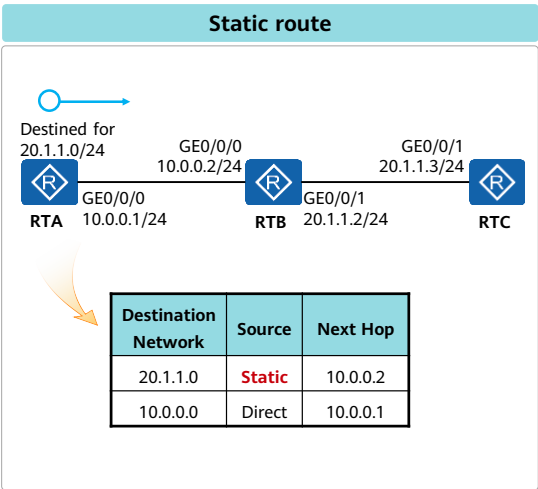 Static route
Destined for
20.1.1.0/24
GE0/0/0
10.0.0.2/24
GE0/0/1
20.1.1.3/24
R
R
R
GE0/0/0
10.0.0.1/24
GE0/0/1
20.1.1.2/24
RTA
RTB
RTC
Destination Network
Source
Next Hop
20.1.1.0
Static
10.0.0.2
10.0.0.0
Direct
10.0.0.1